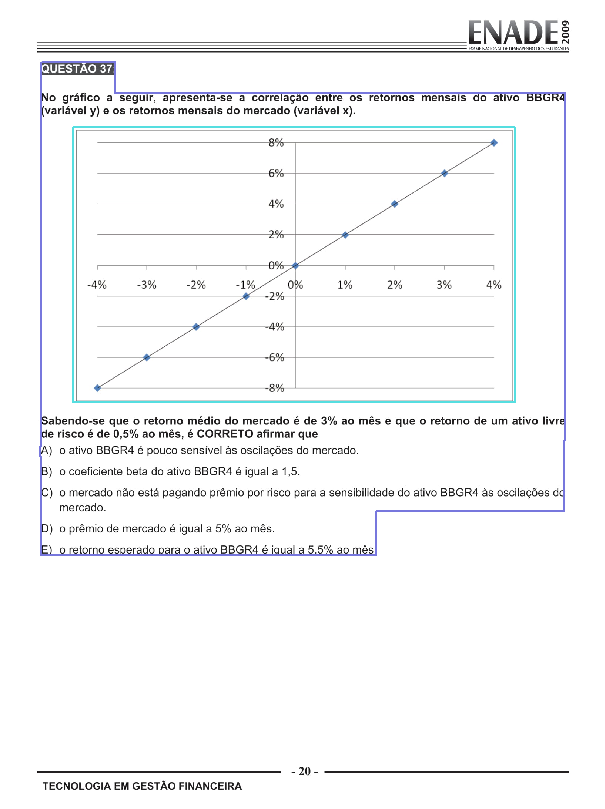 ENADE 2009
QUESTÃO 37
No gráfico a seguir, apresenta-se a correlação entre os retornos mensais do ativo BBGR4
(variável y) e os retornos mensais do mercado (variável x).
8%
6%
4%
2%
0%
-4% -3% -2% -1% 0% 1% 2% 3% 4%
-2%
-4%
-6%
-8%
Sabendo-se que o retorno médio do mercado é de 3% ao mês e que o retorno de um ativo livre
de risco é de 0,5% ao mês, é CORRETO afirmar que
A) o ativo BBGR4 é pouco sensível às oscilações do mercado.
B) o coeficiente beta do ativo BBGR4 é igual a 1,5.
C) o mercado não está pagando prêmio por risco para a sensibilidade do ativo BBGR4 às oscilações do
mercado.
D) o prêmio de mercado é igual a 5% ao mês.
E) o retorno esperado para o ativo BBGR4 é igual a 5,5% ao mês
- 20 -
TECNOLOGIA EM GESTÃO FINANCEIRA